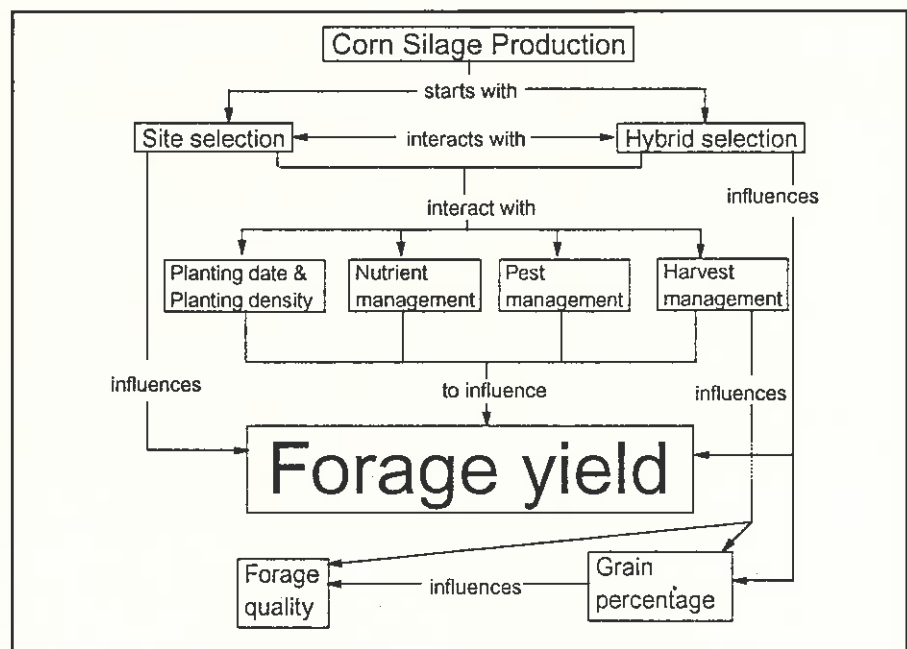 Corn Silage Production
starts with
Site selection
interacts with
Hybrid selection
influences
interact with
Planting date &
Planting density
Nutrient
management
Pest
management
Harvest
management
influences
to influence
influences
Forage yield
Forage
quality
influences
Grain
percentage